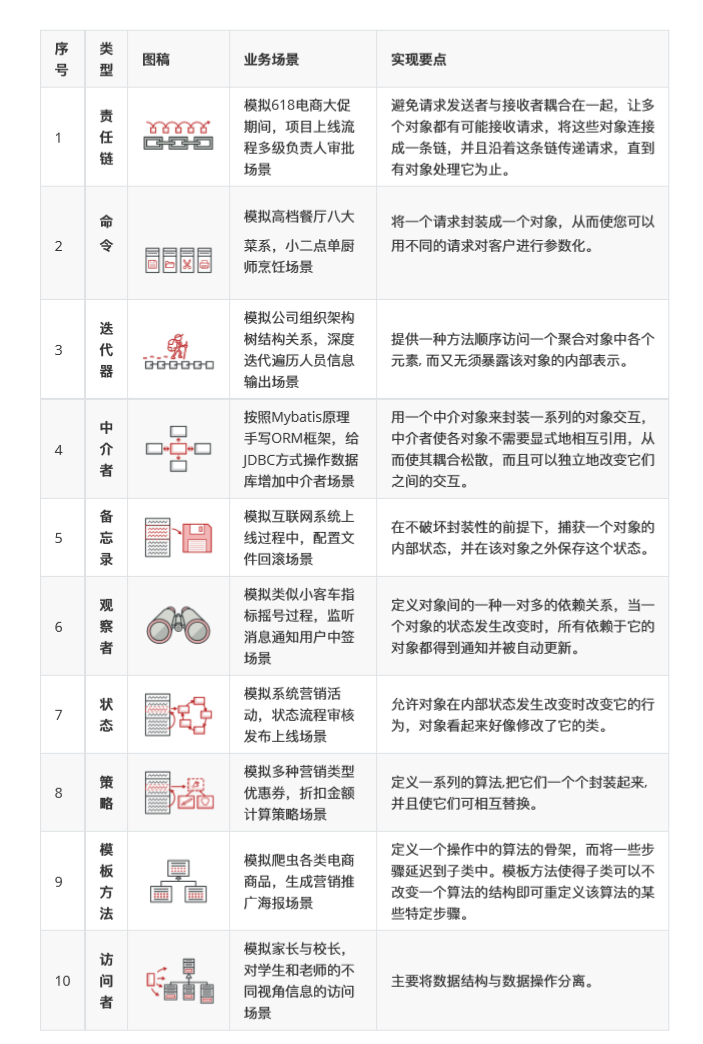 序号
类型
图稿
业务场景
实现要点
1
责任链
模拟618电商大促
期间，项目上线流
程多级负责人审批
场景
避免请求发送者与接收者耦合在一起，让多
个对象都有可能接收请求，将这些对象连接
成一条链，并且沿着这条链传递请求，直到
有对象处理它为止。
2
命令
模拟高档餐厅八大
菜系，小二点单厨
师烹饪场景
将一个请求封装成一个对象，从而使您可以
用不同的请求对客户进行参数化。
3
迭代器
模拟公司组织架构
树结构关系，深度
迭代遍历人员信息
输出场景
提供一种方法顺序访问一个聚合对象中各个
元素, 而又无须暴露该对象的内部表示。
4
中介者
按照Mybatis原理
手写ORM框架，给
JDBC方式操作数据
库增加中介者场景
用一个中介对象来封装一系列的对象交互，
中介者使各对象不需要显式地相互引用，从
而使其耦合松散，而且可以独立地改变它们
之间的交互。
5
备忘录
模拟互联网系统上
线过程中，配置文
件回滚场景
在不破坏封装性的前提下，捕获一个对象的
内部状态，并在该对象之外保存这个状态。
6
观察者
模拟类似小客车指
标摇号过程，监听
消息通知用户中签
场景
定义对象间的一种一对多的依赖关系，当一
个对象的状态发生改变时，所有依赖于它的
对象都得到通知并被自动更新。
7
状态
模拟系统营销活
动，状态流程审核
发布上线场景
允许对象在内部状态发生改变时改变它的行
为，对象看起来好像修改了它的类。
8
策略
模拟多种营销类型
优惠券，折扣金额
计算策略场景
定义一系列的算法,把它们一个个封装起来,
并且使它们可相互替换。
9
模板方法
模拟爬虫各类电商
商品，生成营销推
广海报场景
定义一个操作中的算法的骨架，而将一些步
骤延迟到子类中。模板方法使得子类可以不
改变一个算法的结构即可重定义该算法的某
些特定步骤。
10
访问者
模拟家长与校长，
对学生和老师的不
同视角信息的访问
场景
主要将数据结构与数据操作分离。